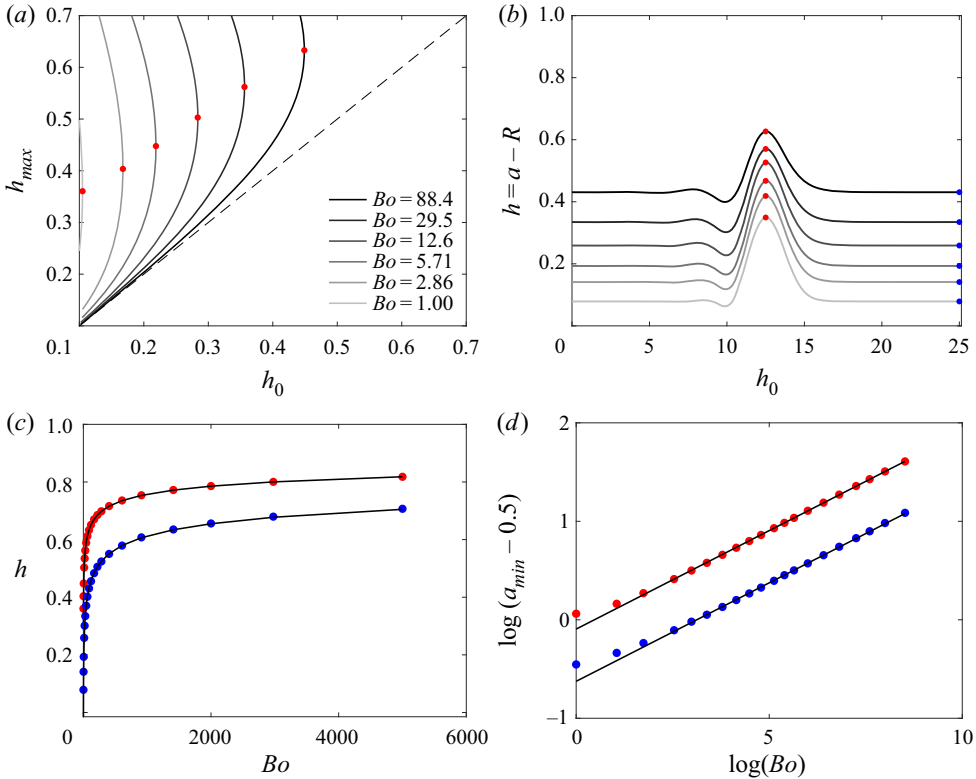 (a)
0.7
0.6
0.5
0.4
0.3
0.2
h_max
0.1 0.2 0.3 0.4 0.5 0.6 0.7
h_0
Bo = 88.4
Bo = 29.5
Bo = 12.6
Bo = 5.71
Bo = 2.86
Bo = 1.00
(b)
1.0
0.8
0.6
0.4
0.2
h = a – R
0 5 10 15 20 25
h_0
(c)
1.0
0.8
0.6
0.4
0.2
h
0 2000 4000 6000
Bo
(d)
2
1
0
–1
log (a_min – 0.5)
0 5 10
log(Bo)